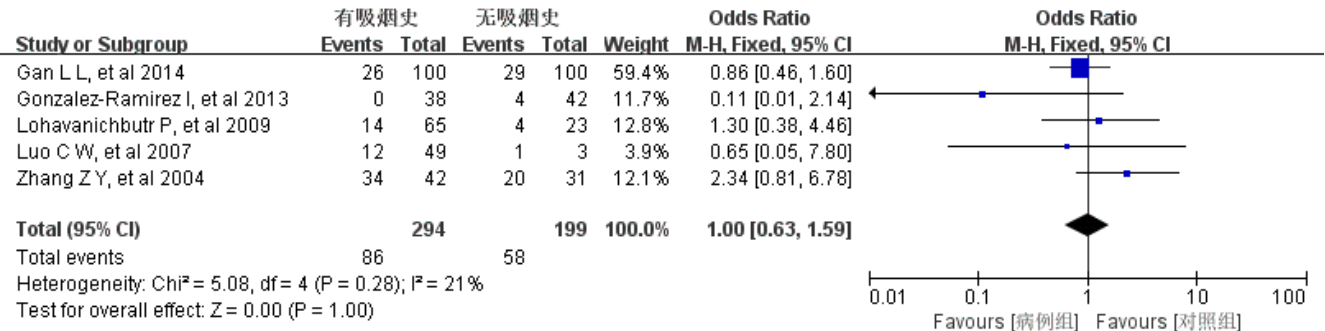 有吸烟史 无吸烟史 Odds Ratio Odds Ratio
Study or Subgroup Events Total Events Total Weight M-H, Fixed, 95% CI M-H, Fixed, 95% CI
Gan L L, et al 2014 26 100 29 100 59.4% 0.86 [0.46, 1.60]
Gonzalez-Ramirez I, et al 2013 0 38 4 42 11.7% 0.11 [0.01, 2.14]
Lohavanichbutr P, et al 2009 14 65 4 23 12.8% 1.30 [0.38, 4.46]
Luo C W, et al 2007 12 49 1 3 3.9% 0.65 [0.05, 7.80]
Zhang Z Y, et al 2004 34 42 20 31 12.1% 2.34 [0.81, 6.78]
Total (95% CI) 294 199 100.0% 1.00 [0.63, 1.59]
Total events 86 58
Heterogeneity: Chi² = 5.08, df = 4 (P = 0.28); I² = 21%
Test for overall effect: Z = 0.00 (P = 1.00)
0.01 0.1 1 10 100
Favours [病例组] Favours [对照组]